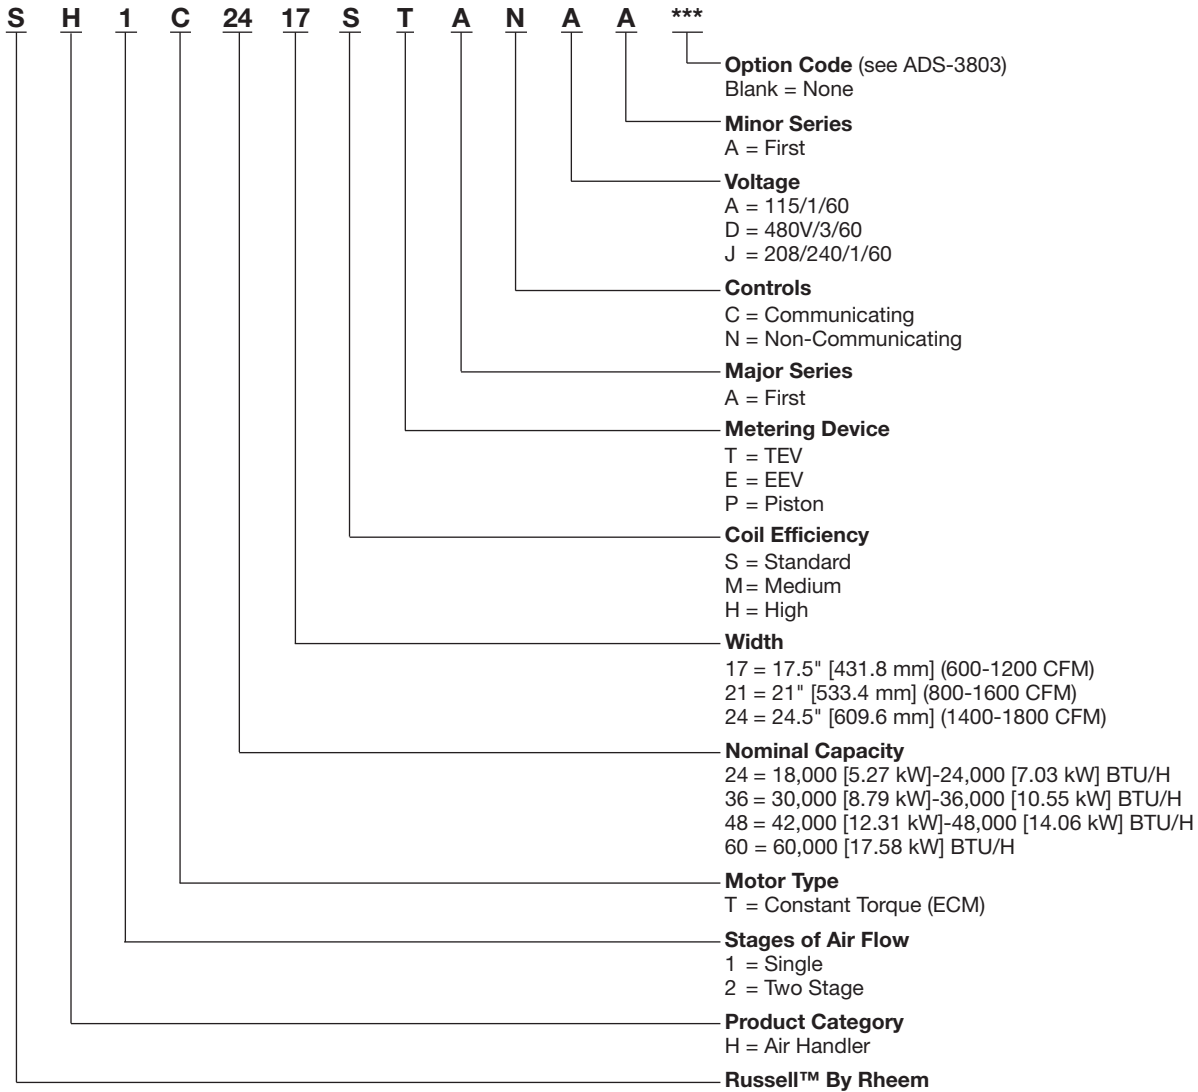 S H 1 C 24 17 S T A N A A ***
Option Code (see ADS-3803)
Blank = None
Minor Series
A = First
Voltage
A = 115/1/60
D = 480V/3/60
J = 208/240/1/60
Controls
C = Communicating
N = Non-Communicating
Major Series
A = First
Metering Device
T = TEV
E = EEV
P = Piston
Coil Efficiency
S = Standard
M = Medium
H = High
Width
17 = 17.5" [431.8 mm] (600-1200 CFM)
21 = 21" [533.4 mm] (800-1600 CFM)
24 = 24.5" [609.6 mm] (1400-1800 CFM)
Nominal Capacity
24 = 18,000 [5.27 kW]-24,000 [7.03 kW] BTU/H
36 = 30,000 [8.79 kW]-36,000 [10.55 kW] BTU/H
48 = 42,000 [12.31 kW]-48,000 [14.06 kW] BTU/H
60 = 60,000 [17.58 kW] BTU/H
Motor Type
T = Constant Torque (ECM)
Stages of Air Flow
1 = Single
2 = Two Stage
Product Category
H = Air Handler
Russell™ By Rheem